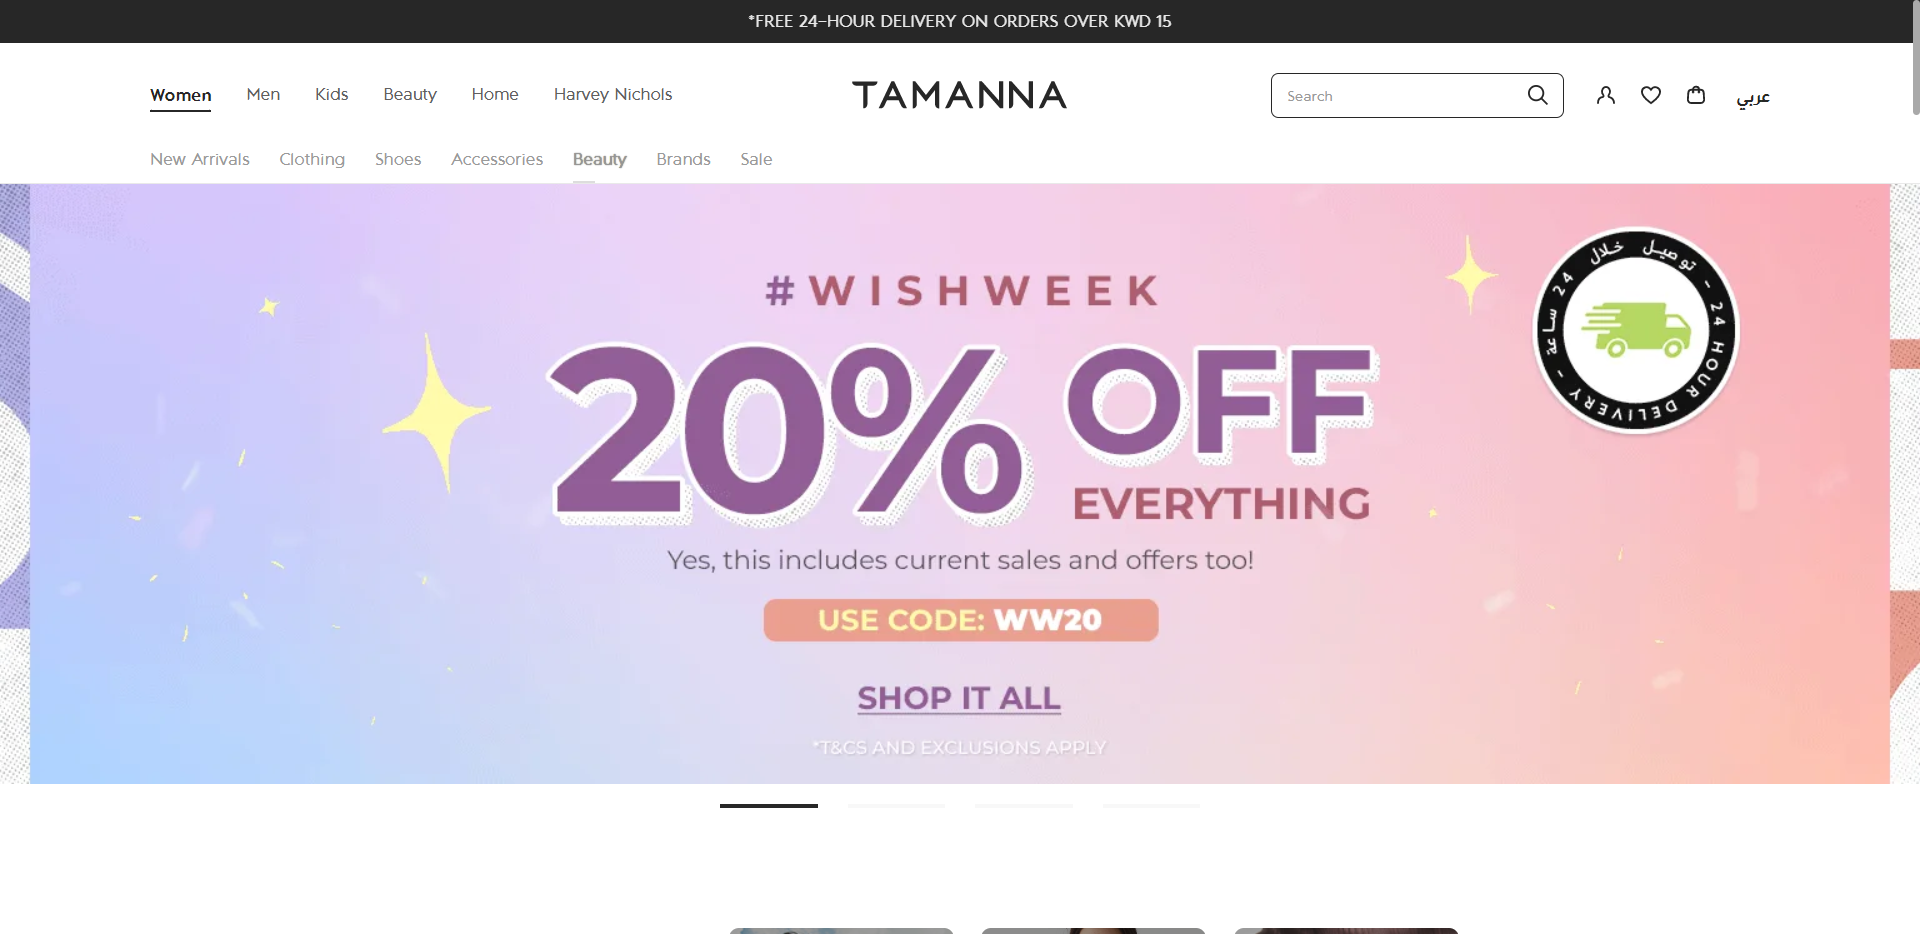 *FREE 24-HOUR DELIVERY ON ORDERS OVER KWD 15
Women Men Kids Beauty Home Harvey Nichols
TAMANNA
Search
عربي
New Arrivals Clothing Shoes Accessories Beauty Brands Sale
#WISHWEEK
20% OFF
EVERYTHING
Yes, this includes current sales and offers too!
USE CODE: WW20
SHOP IT ALL
*T&CS AND EXCLUSIONS APPLY
توصيل خلال 24 ساعة - 24 HOUR DELIVERY -